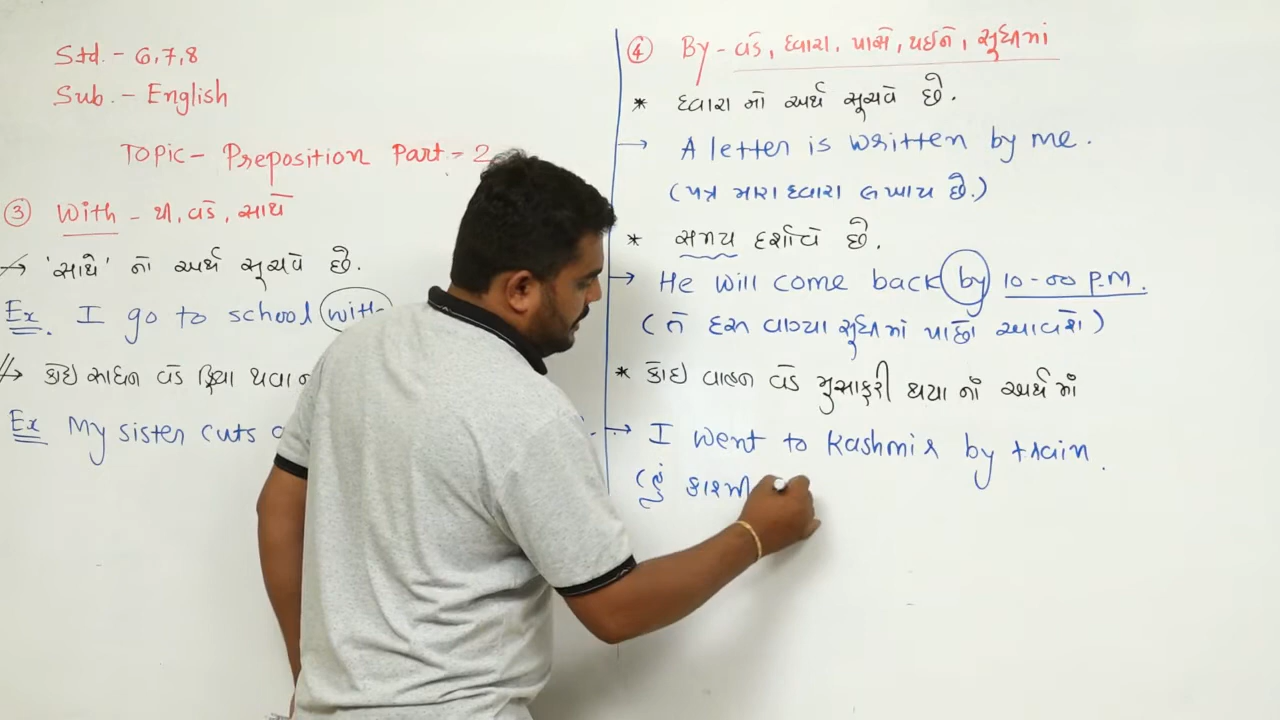 Std. - 6,7,8
Sub. - English
Topic - Preposition Part - 2
③ With - થી, વડે, સાથે
→ 'સાથે' નો અર્થ સૂચવે છે.
Ex. I go to school with
→ કોઇ સાધન વડે ક્રિયા થવા
Ex My sister cuts
④ By - વડે, દ્વારા, પાસે, થઈને, સુધીમાં
* દ્વારા નો અર્થ સૂચવે છે.
→ A letter is written by me.
(પત્ર મારા દ્વારા લખાય છે.)
* સમય દર્શાવે છે.
→ He will come back by 10-00 P.M.
(તે દસ વાગ્યા સુધીમાં પાછો આવશે)
* કોઇ વાહન વડે મુસાફરી થયા નાં અર્થ માં
→ I went to Kashmir by train.
(હું કાશ્મી